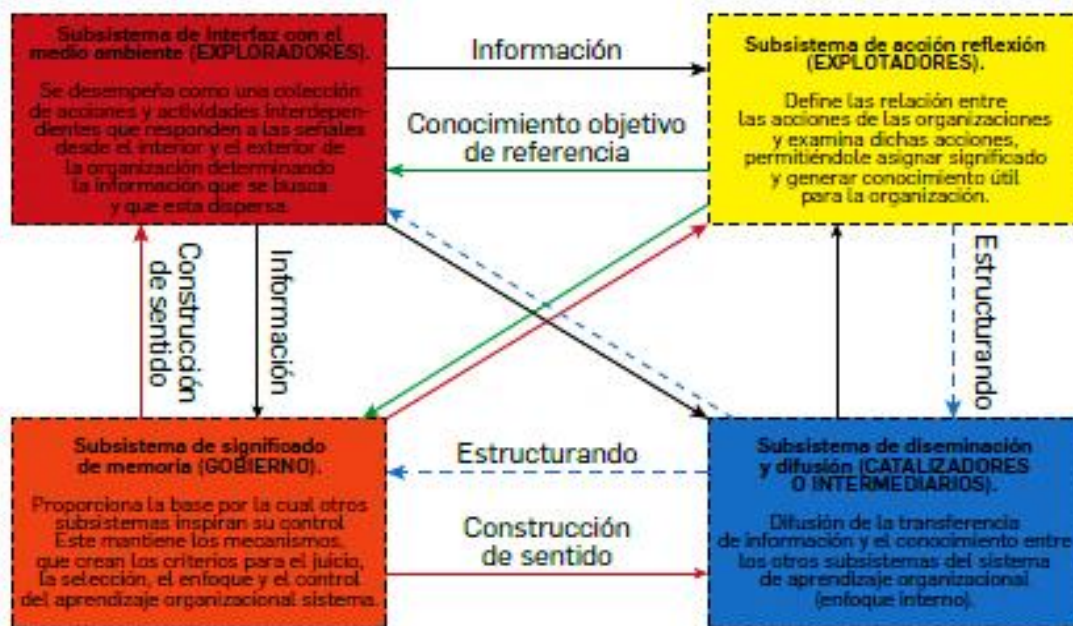 Subsistema de interfaz con el
medio ambiente (EXPLORADORES).
Se desempeña como una colección
de acciones y actividades interdepen-
dientes que responden a las señales
desde el interior y el exterior de
la organización determinando
la información que se busca
y que esta dispersa.
Información
Conocimiento objetivo
de referencia
Subsistema de acción reflexión
(EXPLOTADORES).
Define las relación entre
las acciones de las organizaciones
y examina dichas acciones,
permitiéndole asignar significado
y generar conocimiento útil
para la organización.
Construcción
de sentido
Información
Estructurando
Subsistema de significado
de memoria (GOBIERNO).
Proporciona la base por la cual otros
subsistemas inspiran su control
Este mantiene los mecanismos,
que crean los criterios para el juicio,
la selección, el enfoque y el control
del aprendizaje organizacional sistema.
Estructurando
Construcción
de sentido
Subsistema de diseminación
y difusión (CATALIZADORES
O INTERMEDIARIOS).
Difusión de la transferencia
de información y el conocimiento entre
los otros subsistemas del sistema
de aprendizaje organizacional
(enfoque interno).